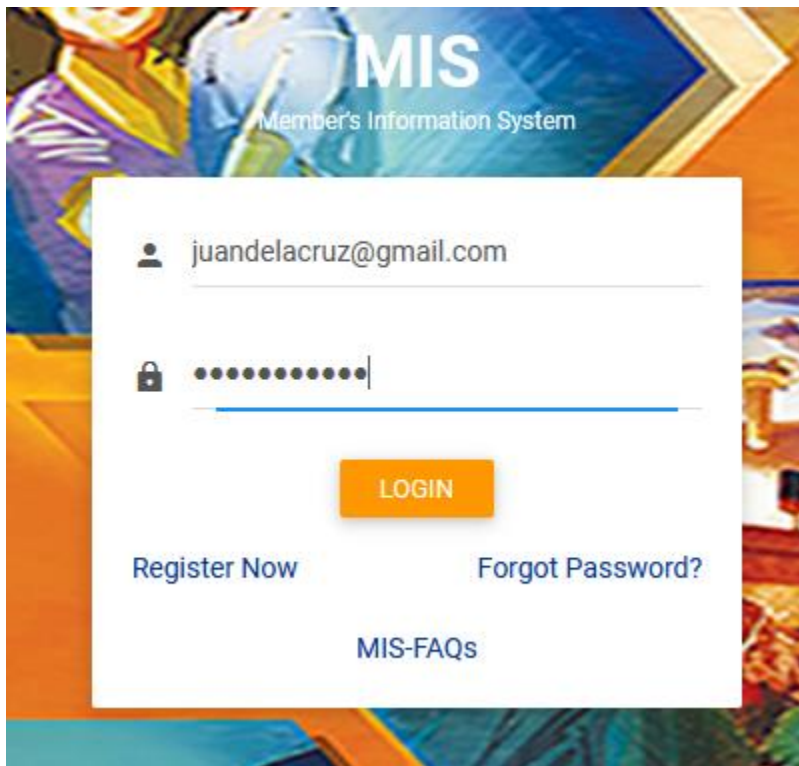 MIS
Member's Information System
juandelacruz@gmail.com
•••••••••••
LOGIN
Register Now Forgot Password?
MIS-FAQs